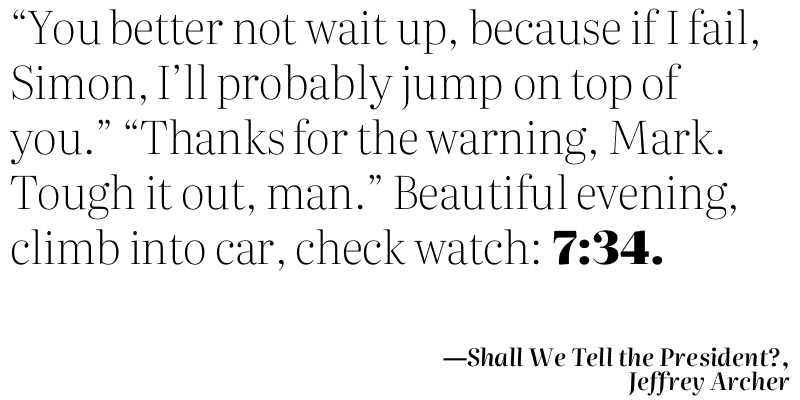 “You better not wait up, because if I fail,
Simon, I’ll probably jump on top of
you.” “Thanks for the warning, Mark.
Tough it out, man.” Beautiful evening,
climb into car, check watch: 7:34.
—Shall We Tell the President?,
Jeffrey Archer